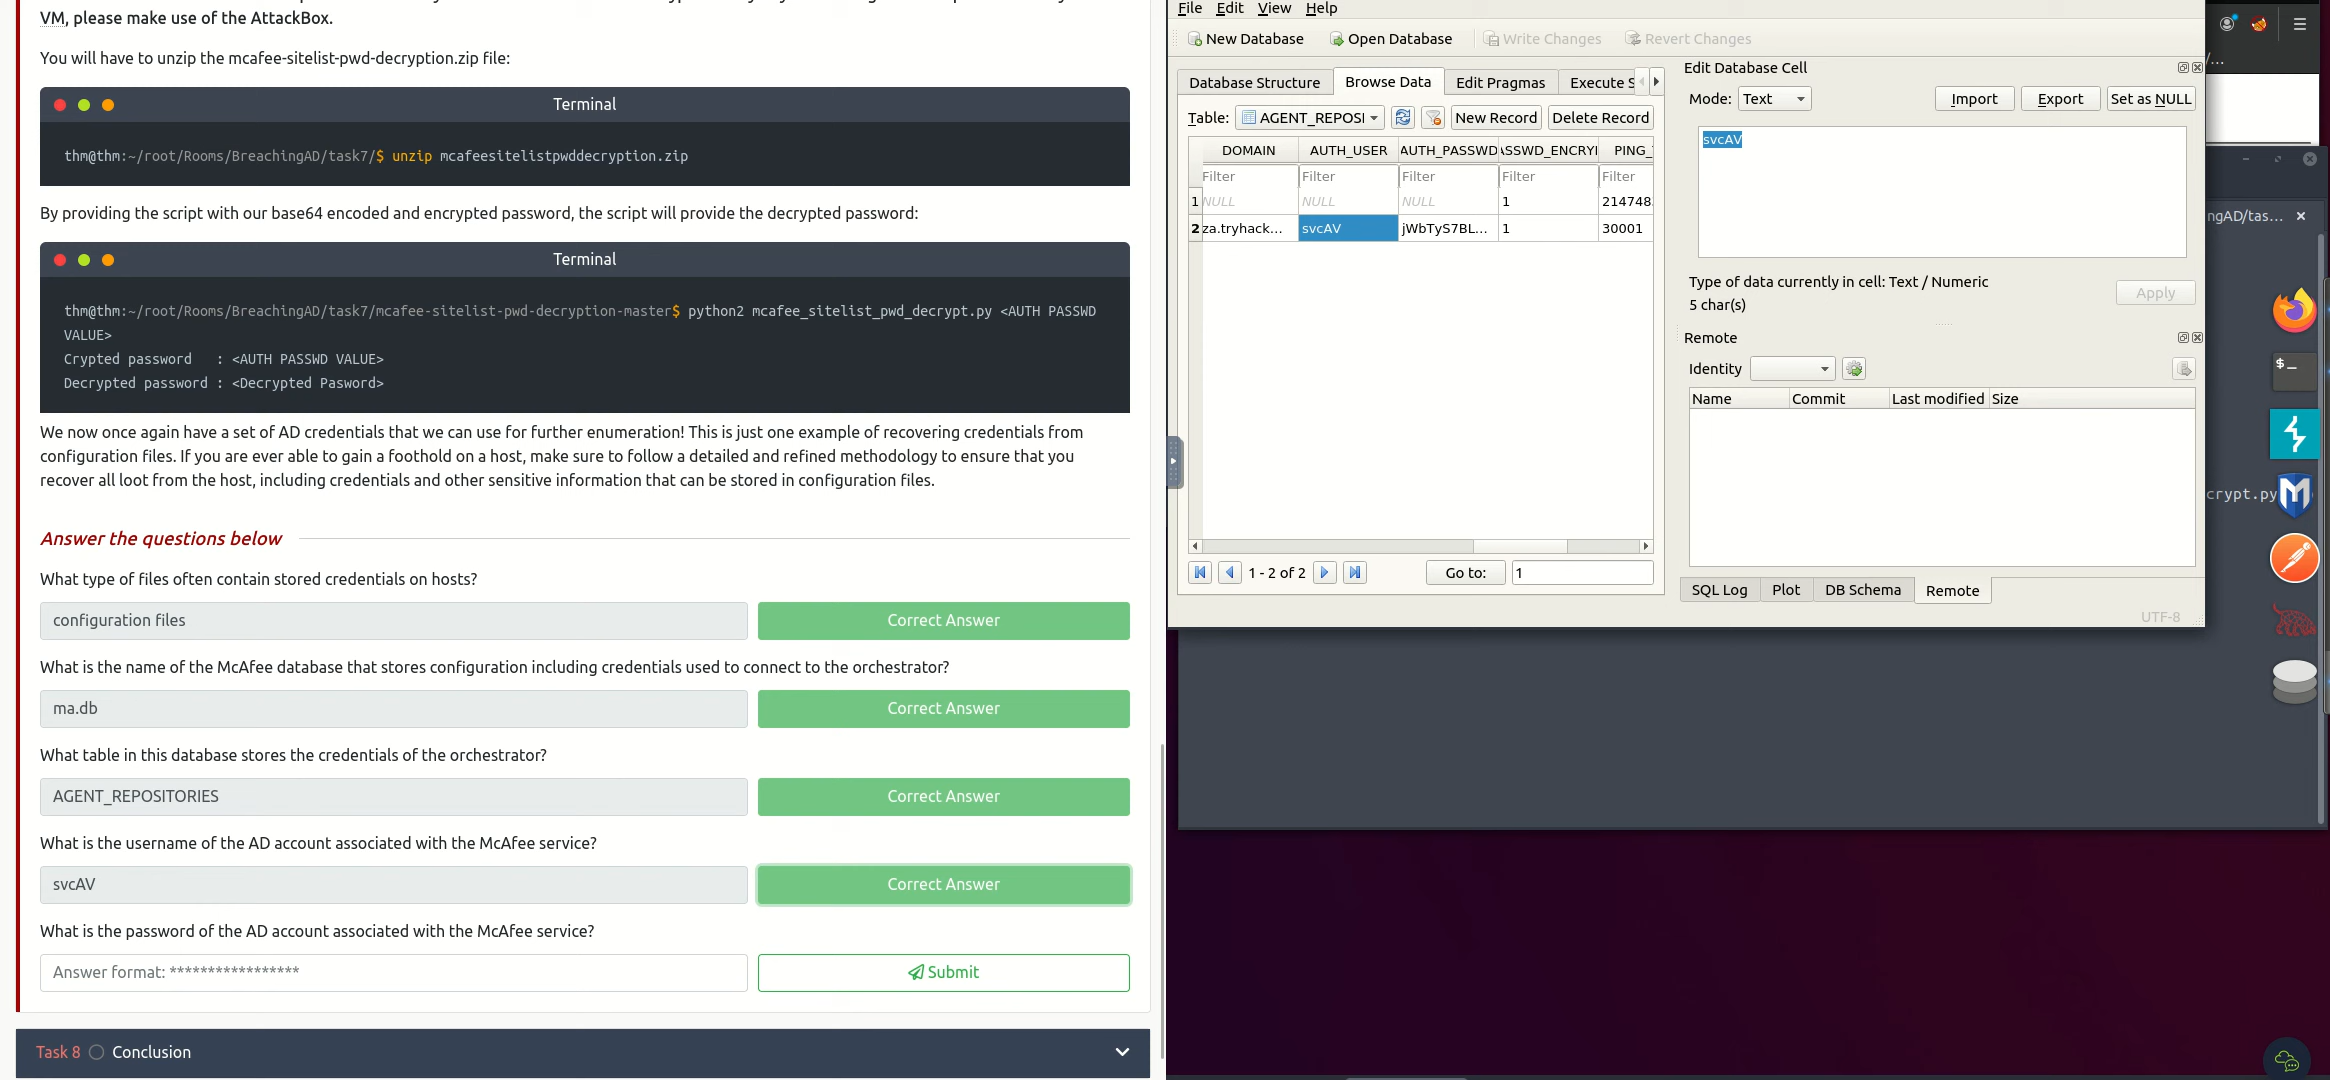 VM, please make use of the AttackBox.
You will have to unzip the mcafee-sitelist-pwd-decryption.zip file:
Terminal
thm@thm:~/root/Rooms/BreachingAD/task7/$ unzip mcafeesitelistpwddecryption.zip
By providing the script with our base64 encoded and encrypted password, the script will provide the decrypted password:
Terminal
thm@thm:~/root/Rooms/BreachingAD/task7/mcafee-sitelist-pwd-decryption-master$ python2 mcafee_sitelist_pwd_decrypt.py <AUTH PASSWD
VALUE>
Crypted password   : <AUTH PASSWD VALUE>
Decrypted password : <Decrypted Pasword>
We now once again have a set of AD credentials that we can use for further enumeration! This is just one example of recovering credentials from
configuration files. If you are ever able to gain a foothold on a host, make sure to follow a detailed and refined methodology to ensure that you
recover all loot from the host, including credentials and other sensitive information that can be stored in configuration files.
Answer the questions below
What type of files often contain stored credentials on hosts?
configuration files
Correct Answer
What is the name of the McAfee database that stores configuration including credentials used to connect to the orchestrator?
ma.db
Correct Answer
What table in this database stores the credentials of the orchestrator?
AGENT_REPOSITORIES
Correct Answer
What is the username of the AD account associated with the McAfee service?
svcAV
Correct Answer
What is the password of the AD account associated with the McAfee service?
Answer format: *****************
Submit
Task 8 Conclusion
File Edit View Help
New Database Open Database Write Changes Revert Changes
Database Structure Browse Data Edit Pragmas Execute S
Table: AGENT_REPOSI New Record Delete Record
DOMAIN AUTH_USER AUTH_PASSWD ASSWD_ENCRYI PING_
Filter Filter Filter Filter Filter
1 NULL NULL NULL 1 214748
2 za.tryhack... svcAV jWbTyS7BL... 1 30001
1 - 2 of 2 Go to: 1
Edit Database Cell
Mode: Text Import Export Set as NULL
svcAV
Type of data currently in cell: Text / Numeric
5 char(s)
Apply
Remote
Identity
Name Commit Last modified Size
SQL Log Plot DB Schema Remote
UTF-8
/...
ngAD/tas...
$_
crypt.py